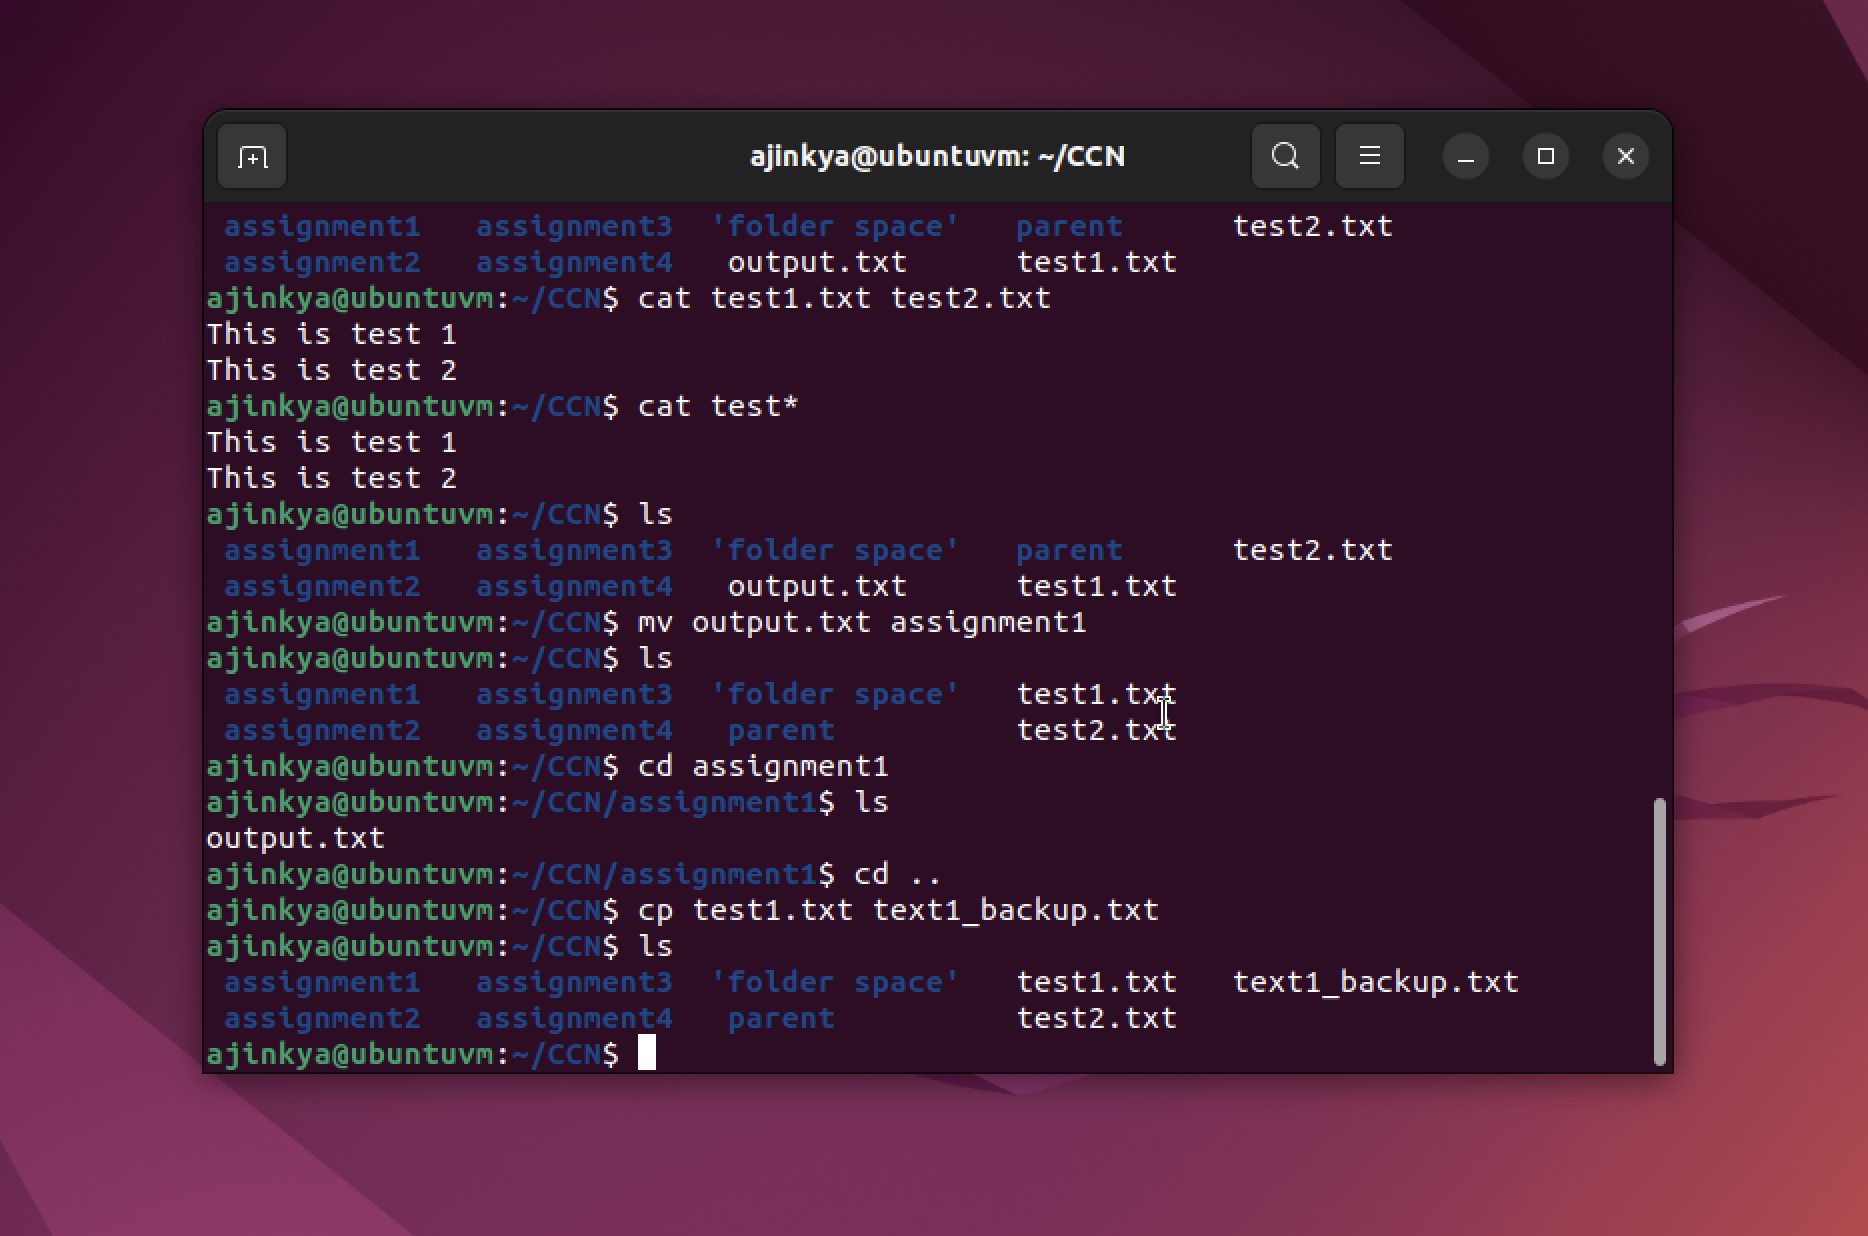 ajinkya@ubuntuvm: ~/CCN
assignment1 assignment3 'folder space' parent test2.txt
assignment2 assignment4 output.txt test1.txt
ajinkya@ubuntuvm:~/CCN$ cat test1.txt test2.txt
This is test 1
This is test 2
ajinkya@ubuntuvm:~/CCN$ cat test*
This is test 1
This is test 2
ajinkya@ubuntuvm:~/CCN$ ls
assignment1 assignment3 'folder space' parent test2.txt
assignment2 assignment4 output.txt test1.txt
ajinkya@ubuntuvm:~/CCN$ mv output.txt assignment1
ajinkya@ubuntuvm:~/CCN$ ls
assignment1 assignment3 'folder space' test1.txt
assignment2 assignment4 parent test2.txt
ajinkya@ubuntuvm:~/CCN$ cd assignment1
ajinkya@ubuntuvm:~/CCN/assignment1$ ls
output.txt
ajinkya@ubuntuvm:~/CCN/assignment1$ cd ..
ajinkya@ubuntuvm:~/CCN$ cp test1.txt text1_backup.txt
ajinkya@ubuntuvm:~/CCN$ ls
assignment1 assignment3 'folder space' test1.txt text1_backup.txt
assignment2 assignment4 parent test2.txt
ajinkya@ubuntuvm:~/CCN$